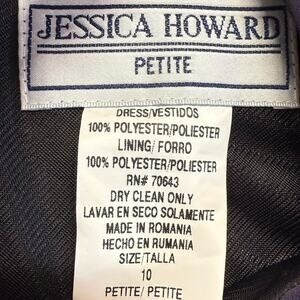 JESSICA HOWARD
PETITE
DRESS/VESTIDOS
100% POLYESTER/POLIESTER
LINING/ FORRO
100% POLYESTER/POLIESTER
RN# 70643
DRY CLEAN ONLY
LAVAR EN SECO SOLAMENTE
MADE IN ROMANIA
HECHO EN RUMANIA
SIZE/TALLA
10
PETITE/ PETITE